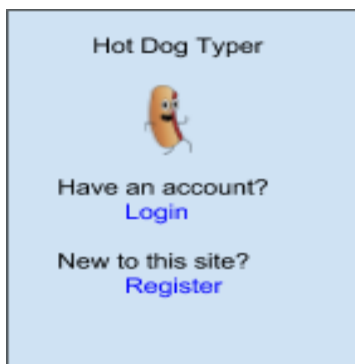 Hot Dog Typer
Have an account?
Login
New to this site?
Register